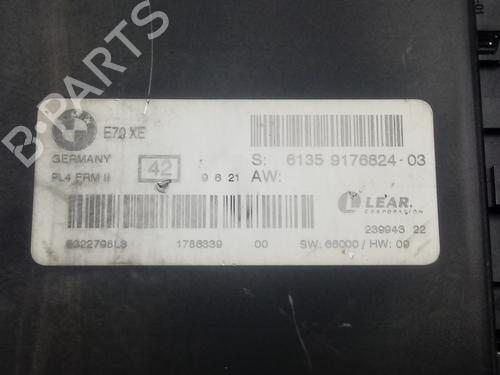 BMW
E70 XE
GERMANY
PL4 FRM II
42
9 6 21
S: 6135 9176824-03
AW:
LEAR.
CORPORATION
239943 22
1786339
00
SW: 66000 / HW: 09
B-PARTS